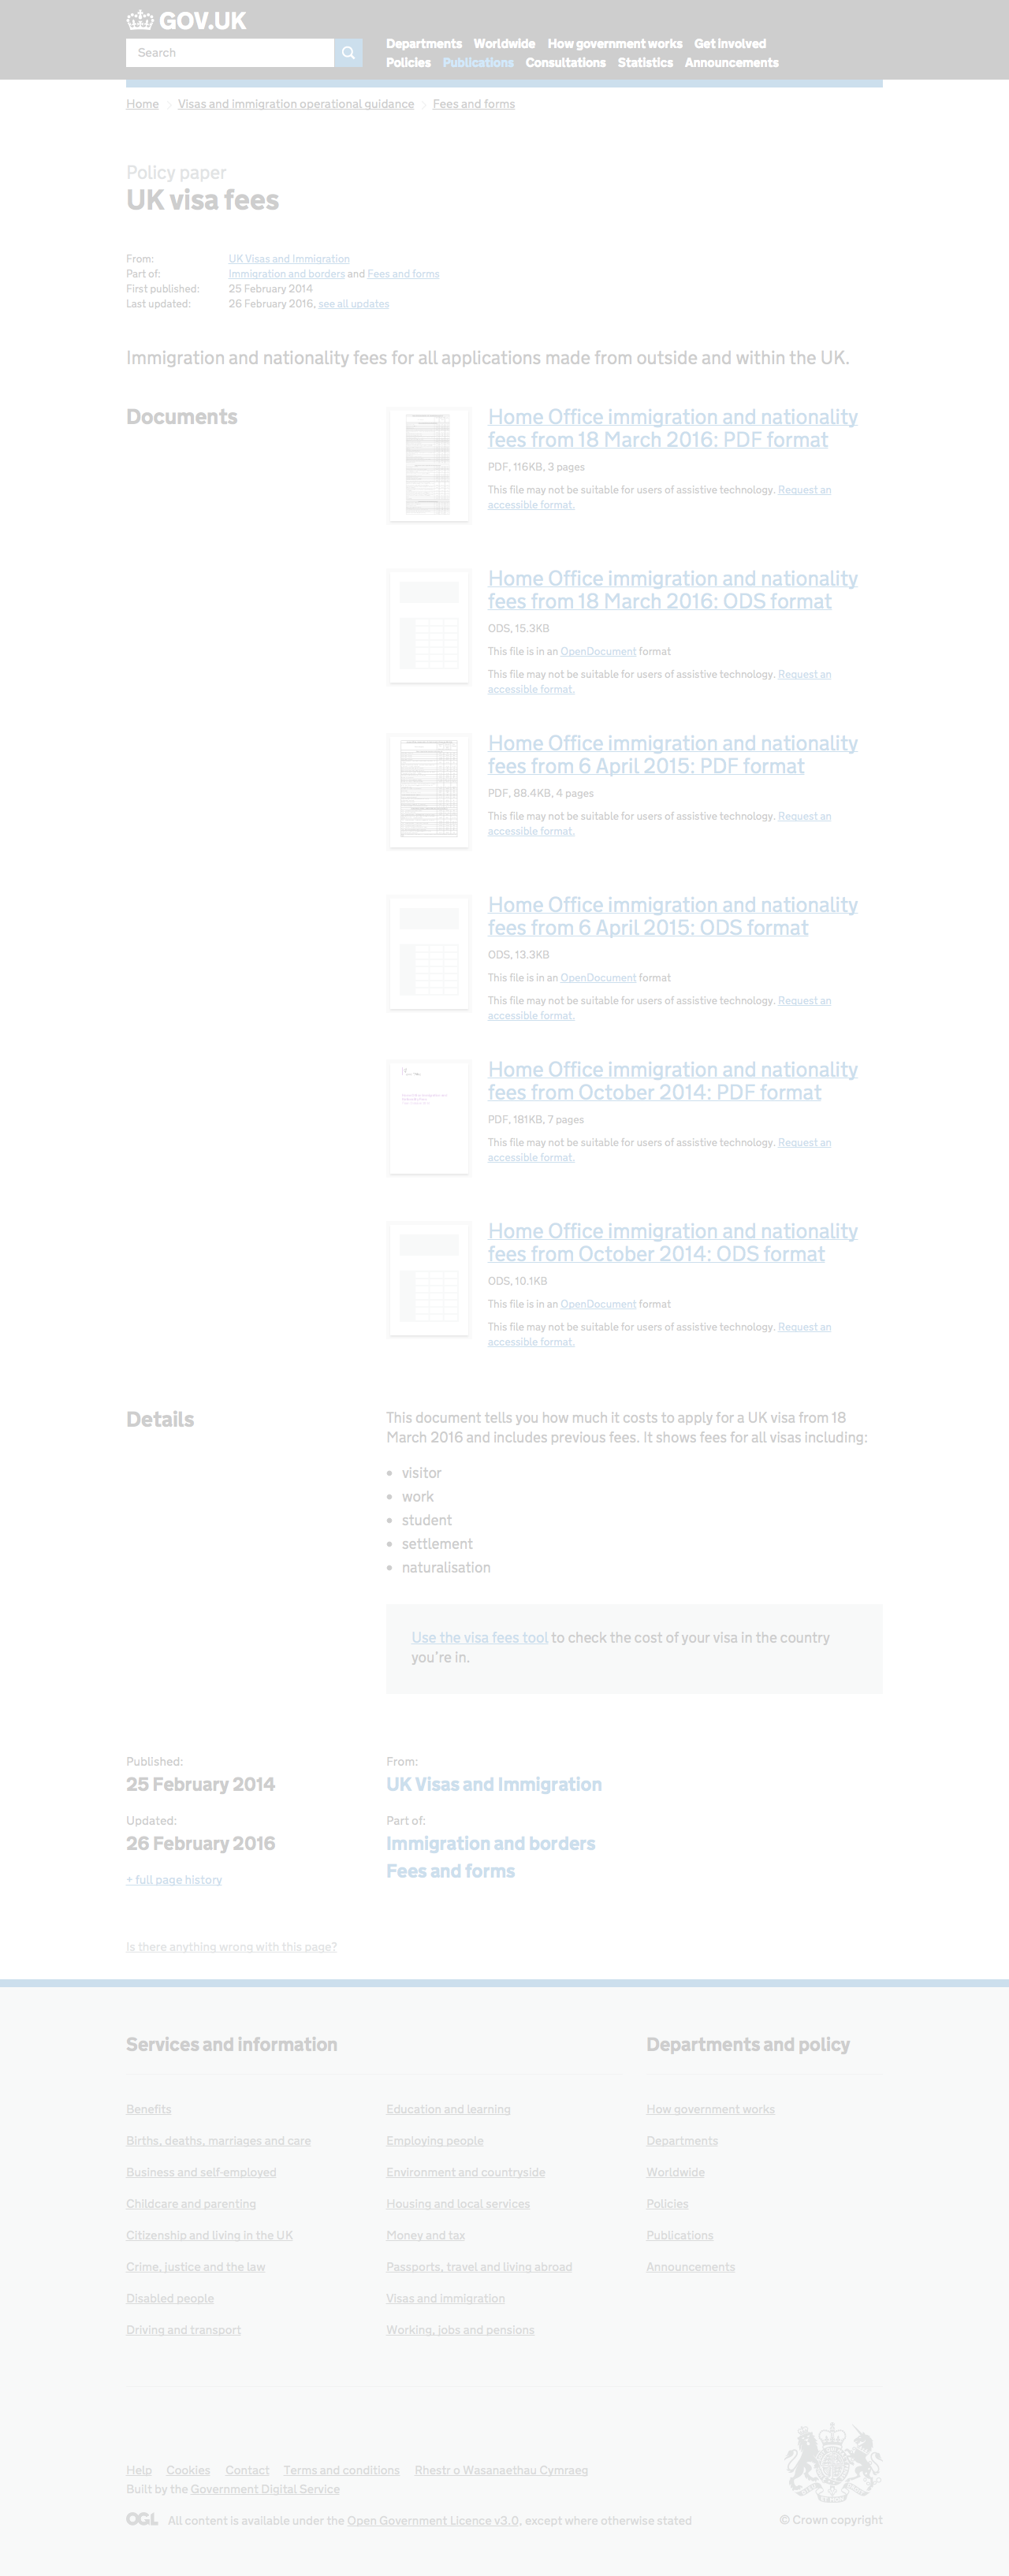 GOV.UK
Search
Departments Worldwide How government works Get involved
Policies Publications Consultations Statistics Announcements
Home Visas and immigration operational guidance Fees and forms
Policy paper
UK visa fees
From: UK Visas and Immigration
Part of: Immigration and borders and Fees and forms
First published: 25 February 2014
Last updated: 26 February 2016, see all updates
Immigration and nationality fees for all applications made from outside and within the UK.
Documents
Home Office immigration and nationality
fees from 18 March 2016: PDF format
PDF, 116KB, 3 pages
This file may not be suitable for users of assistive technology. Request an
accessible format.
Home Office immigration and nationality
fees from 18 March 2016: ODS format
ODS, 15.3KB
This file is in an OpenDocument format
This file may not be suitable for users of assistive technology. Request an
accessible format.
Home Office immigration and nationality
fees from 6 April 2015: PDF format
PDF, 88.4KB, 4 pages
This file may not be suitable for users of assistive technology. Request an
accessible format.
Home Office immigration and nationality
fees from 6 April 2015: ODS format
ODS, 13.3KB
This file is in an OpenDocument format
This file may not be suitable for users of assistive technology. Request an
accessible format.
Home Office immigration and nationality
fees from October 2014: PDF format
PDF, 181KB, 7 pages
This file may not be suitable for users of assistive technology. Request an
accessible format.
Home Office immigration and nationality
fees from October 2014: ODS format
ODS, 10.1KB
This file is in an OpenDocument format
This file may not be suitable for users of assistive technology. Request an
accessible format.
Details
This document tells you how much it costs to apply for a UK visa from 18
March 2016 and includes previous fees. It shows fees for all visas including:
• visitor
• work
• student
• settlement
• naturalisation
Use the visa fees tool to check the cost of your visa in the country
you’re in.
Published:
25 February 2014
Updated:
26 February 2016
+ full page history
From:
UK Visas and Immigration
Part of:
Immigration and borders
Fees and forms
Is there anything wrong with this page?
Services and information
Benefits
Births, deaths, marriages and care
Business and self-employed
Childcare and parenting
Citizenship and living in the UK
Crime, justice and the law
Disabled people
Driving and transport
Education and learning
Employing people
Environment and countryside
Housing and local services
Money and tax
Passports, travel and living abroad
Visas and immigration
Working, jobs and pensions
Departments and policy
How government works
Departments
Worldwide
Policies
Publications
Announcements
Help Cookies Contact Terms and conditions Rhestr o Wasanaethau Cymraeg
Built by the Government Digital Service
OGL All content is available under the Open Government Licence v3.0, except where otherwise stated
© Crown copyright